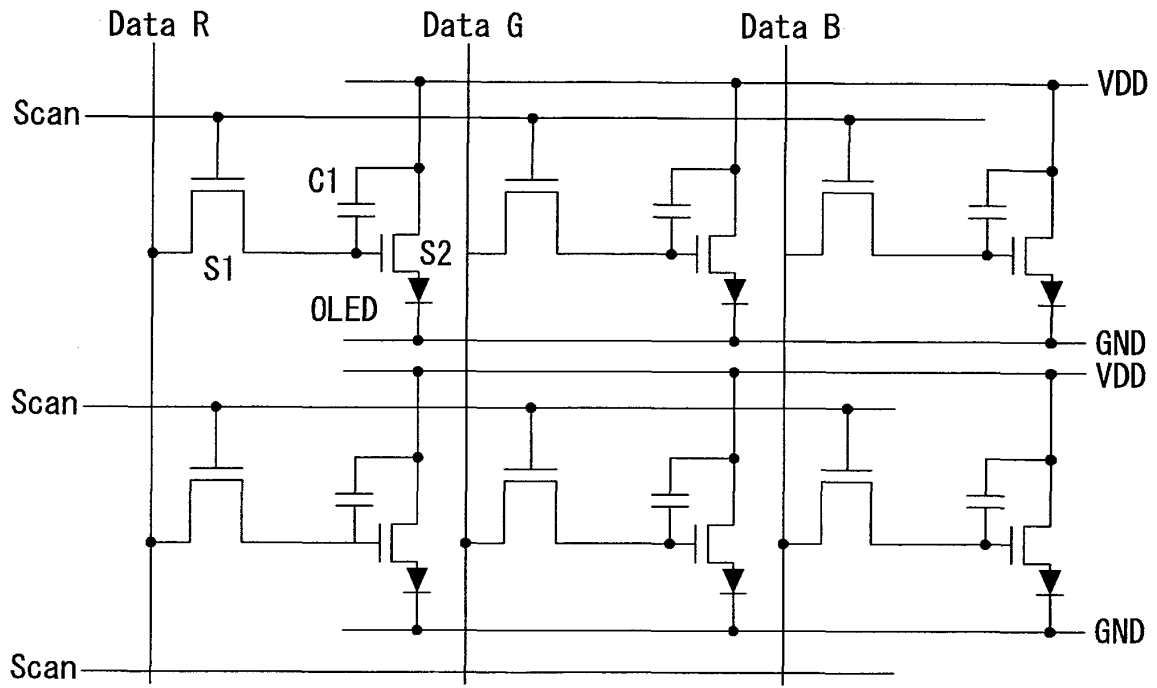 Data R Data G Data B
VDD
Scan
C1
S1
S2
OLED
GND
VDD
Scan
GND
Scan